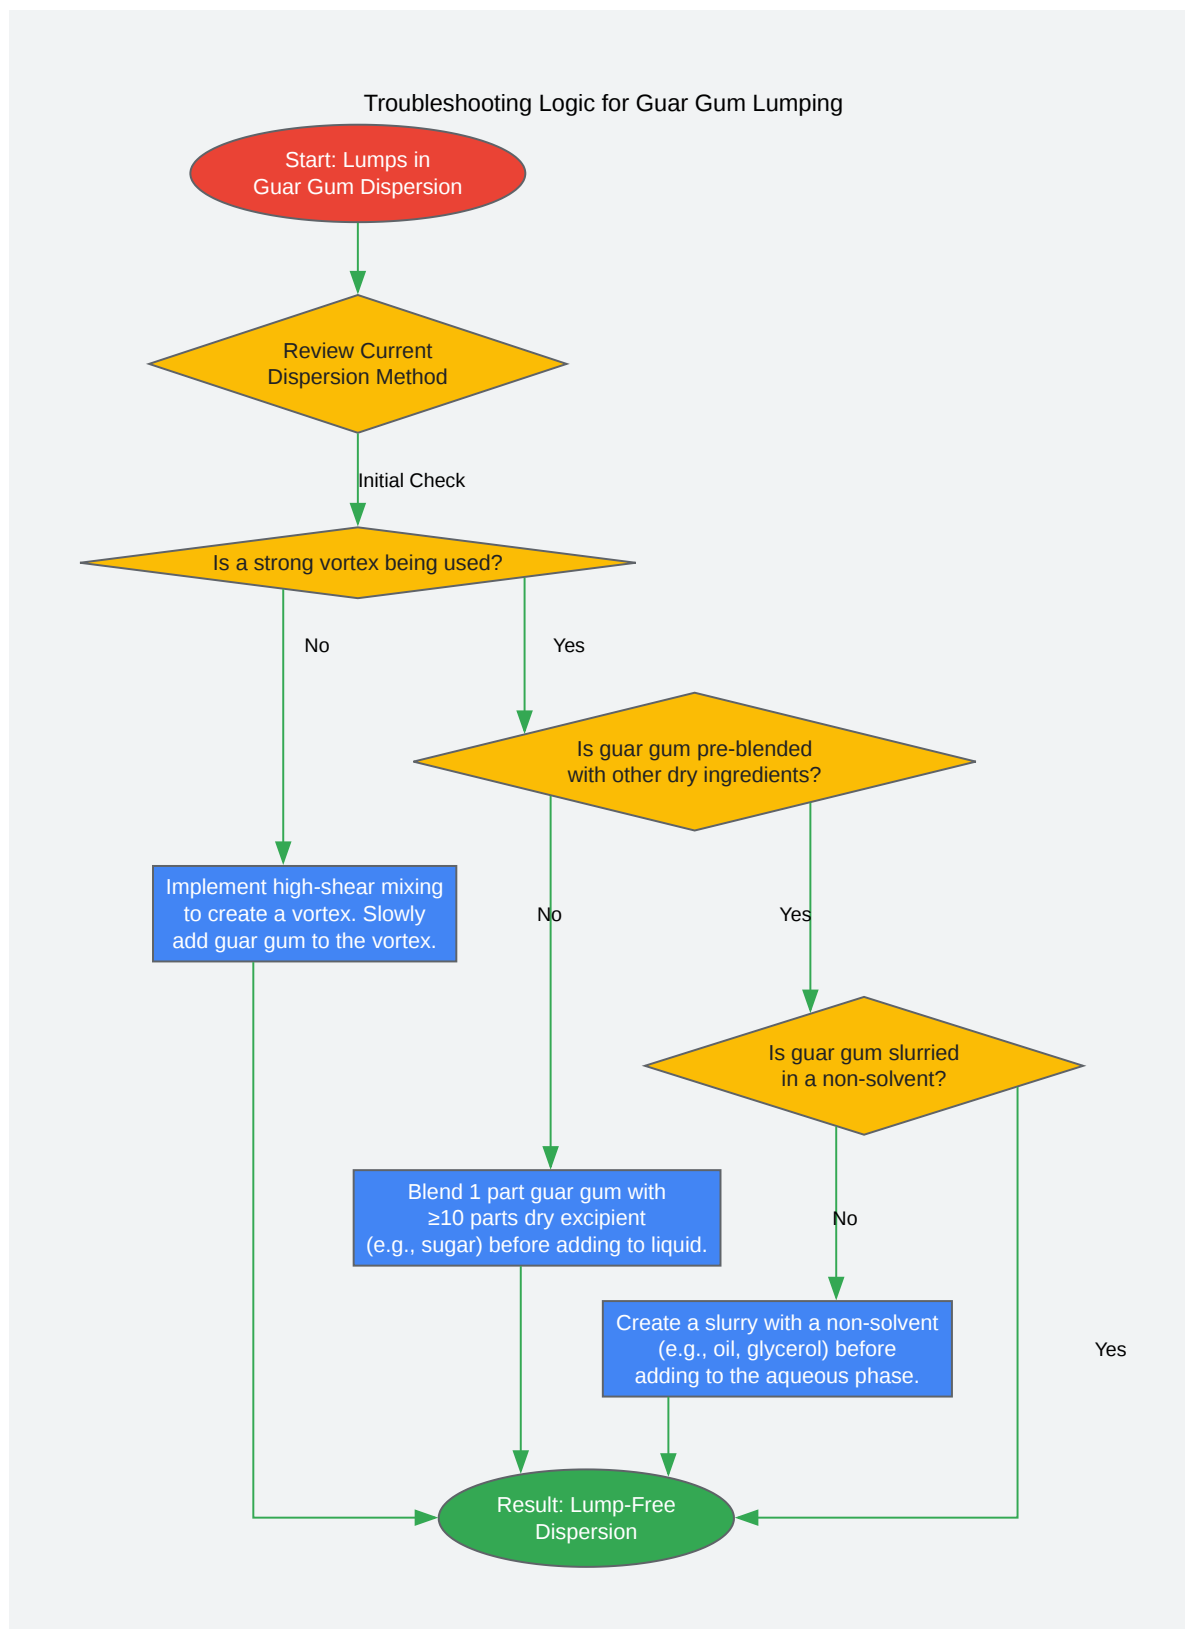 Troubleshooting Logic for Guar Gum Lumping
Start: Lumps in
Guar Gum Dispersion
Review Current
Dispersion Method
Initial Check
Is a strong vortex being used?
No
Yes
Is guar gum pre-blended
with other dry ingredients?
Implement high-shear mixing
to create a vortex. Slowly
add guar gum to the vortex.
No
Yes
Is guar gum slurried
in a non-solvent?
Blend 1 part guar gum with
≥10 parts dry excipient
(e.g., sugar) before adding to liquid.
No
Create a slurry with a non-solvent
(e.g., oil, glycerol) before
adding to the aqueous phase.
Yes
Result: Lump-Free
Dispersion